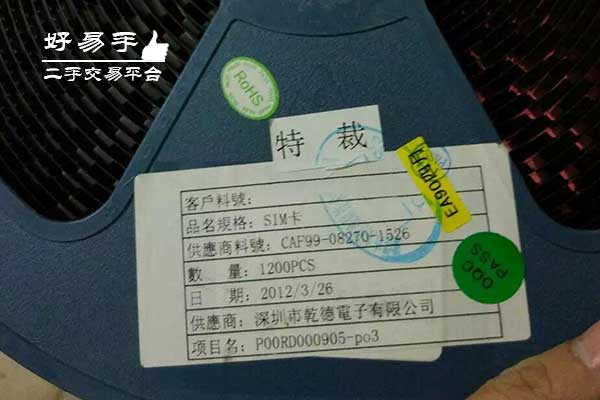 好易手
二手交易平台
RoHS
特 裁
EA90四月
客戶料號:
品名規格: SIM卡
供應商料號: CAF99-08270-1526
數 量: 1200PCS
日 期: 2012/3/26
供應商: 深圳市乾德電子有限公司
项目名: P00RD000905-po3
OQC
PASS